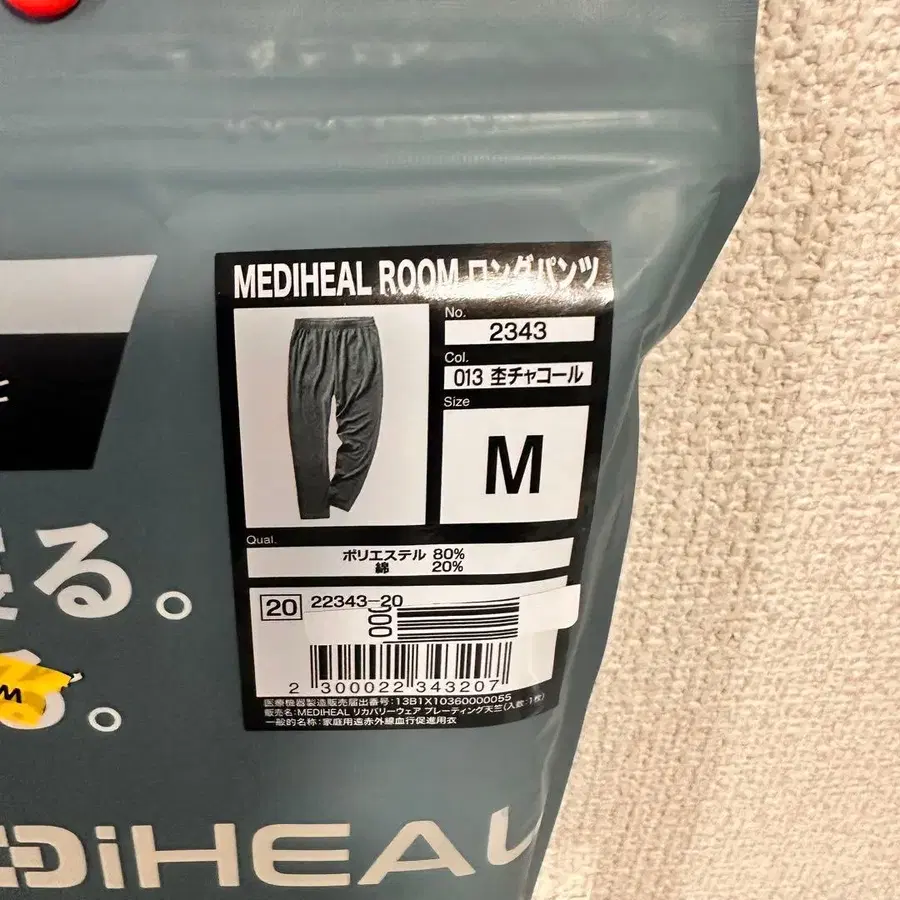 MEDIHEAL ROOM ロングパンツ
No.
2343
Col.
013 杢チャコール
Size
M
Qual.
ポリエステル 80%
綿 20%
20 22343-20
2 300022 343207
医療機器製造販売届出番号:13B1X10360000055
販売名:MEDIHEAL リカバリーウェア プレーティング天竺(入数:1枚)
一般的名称:家庭用遠赤外線血行促進用衣
る。
M
。
MEDiHEAL